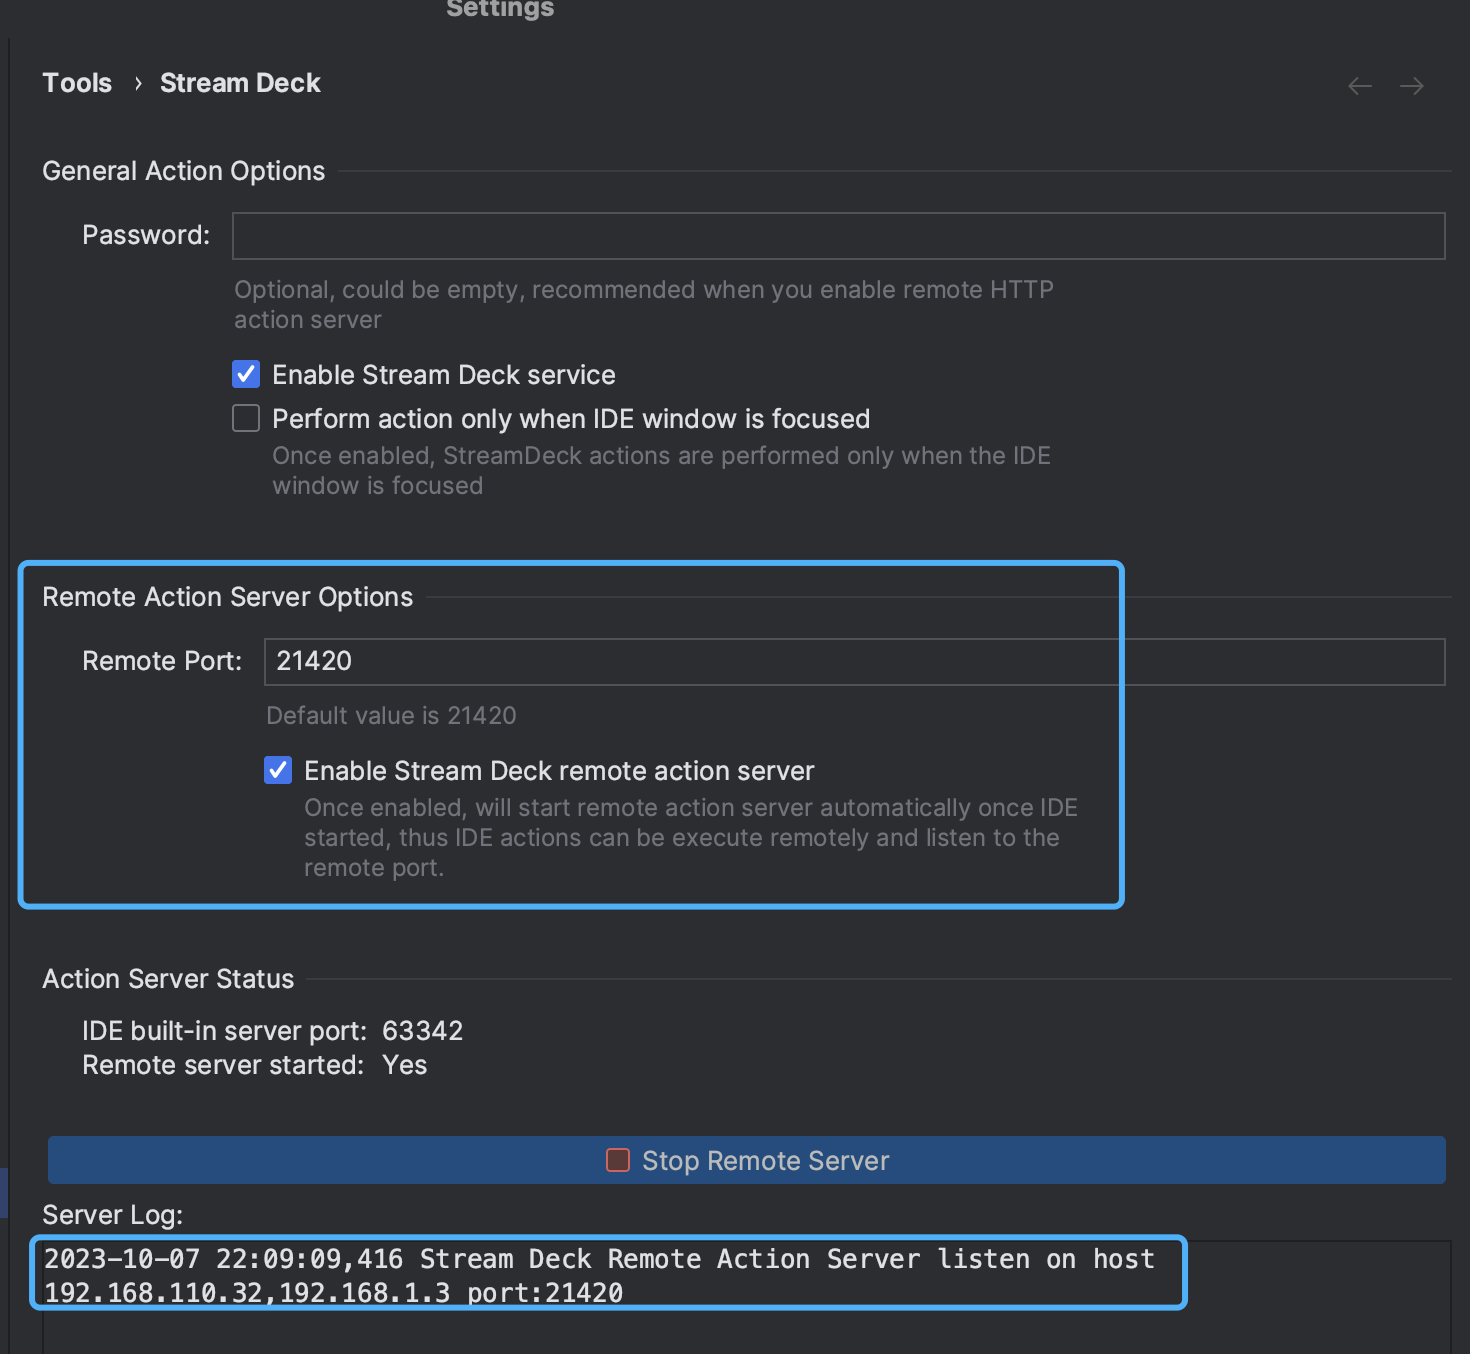 Settings
Tools › Stream Deck
General Action Options
Password:
Optional, could be empty, recommended when you enable remote HTTP
action server
Enable Stream Deck service
Perform action only when IDE window is focused
Once enabled, StreamDeck actions are performed only when the IDE
window is focused
Remote Action Server Options
Remote Port: 21420
Default value is 21420
Enable Stream Deck remote action server
Once enabled, will start remote action server automatically once IDE
started, thus IDE actions can be execute remotely and listen to the
remote port.
Action Server Status
IDE built-in server port: 63342
Remote server started: Yes
Stop Remote Server
Server Log:
2023-10-07 22:09:09,416 Stream Deck Remote Action Server listen on host
192.168.110.32,192.168.1.3 port:21420